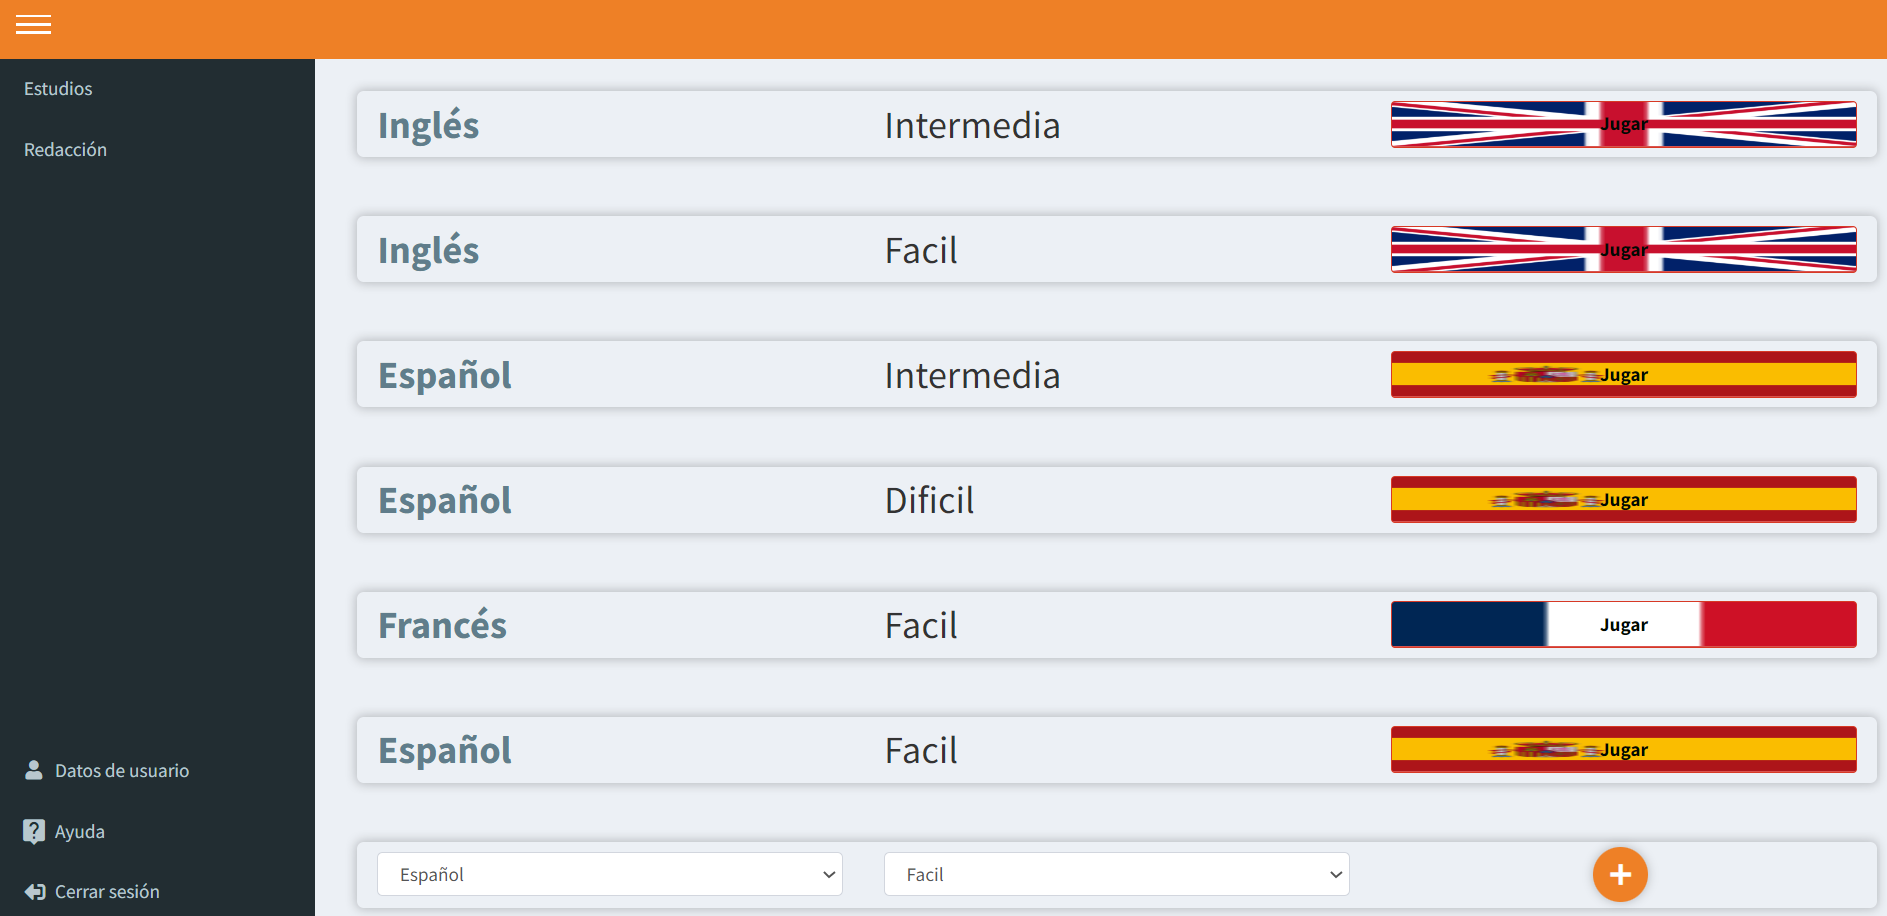 Estudios
Redacción
Inglés Intermedia Jugar
Inglés Facil Jugar
Español Intermedia Jugar
Español Dificil Jugar
Francés Facil Jugar
Español Facil Jugar
Español Facil +
Datos de usuario
Ayuda
Cerrar sesión